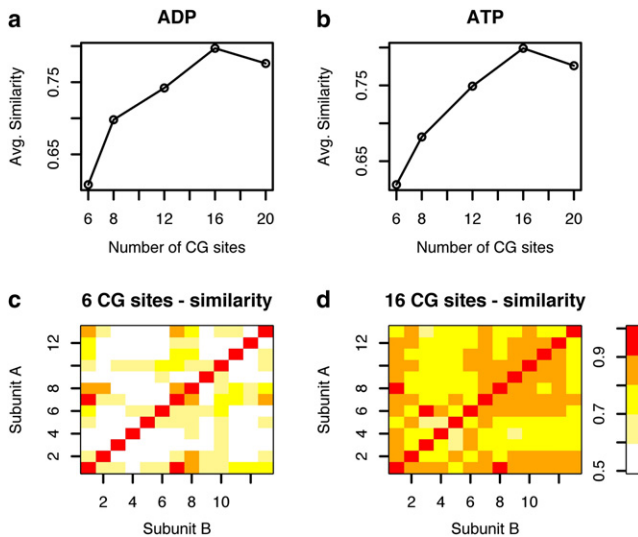 a ADP
Avg. Similarity
0.65 0.75
6 8 12 16 20
Number of CG sites
b ATP
Avg. Similarity
0.65 0.75
6 8 12 16 20
Number of CG sites
c 6 CG sites - similarity
Subunit A
12
8
6
4
2
2 4 6 8 10
Subunit B
d 16 CG sites - similarity
Subunit A
12
8
6
4
2
2 4 6 8 10
Subunit B
0.5 0.7 0.9